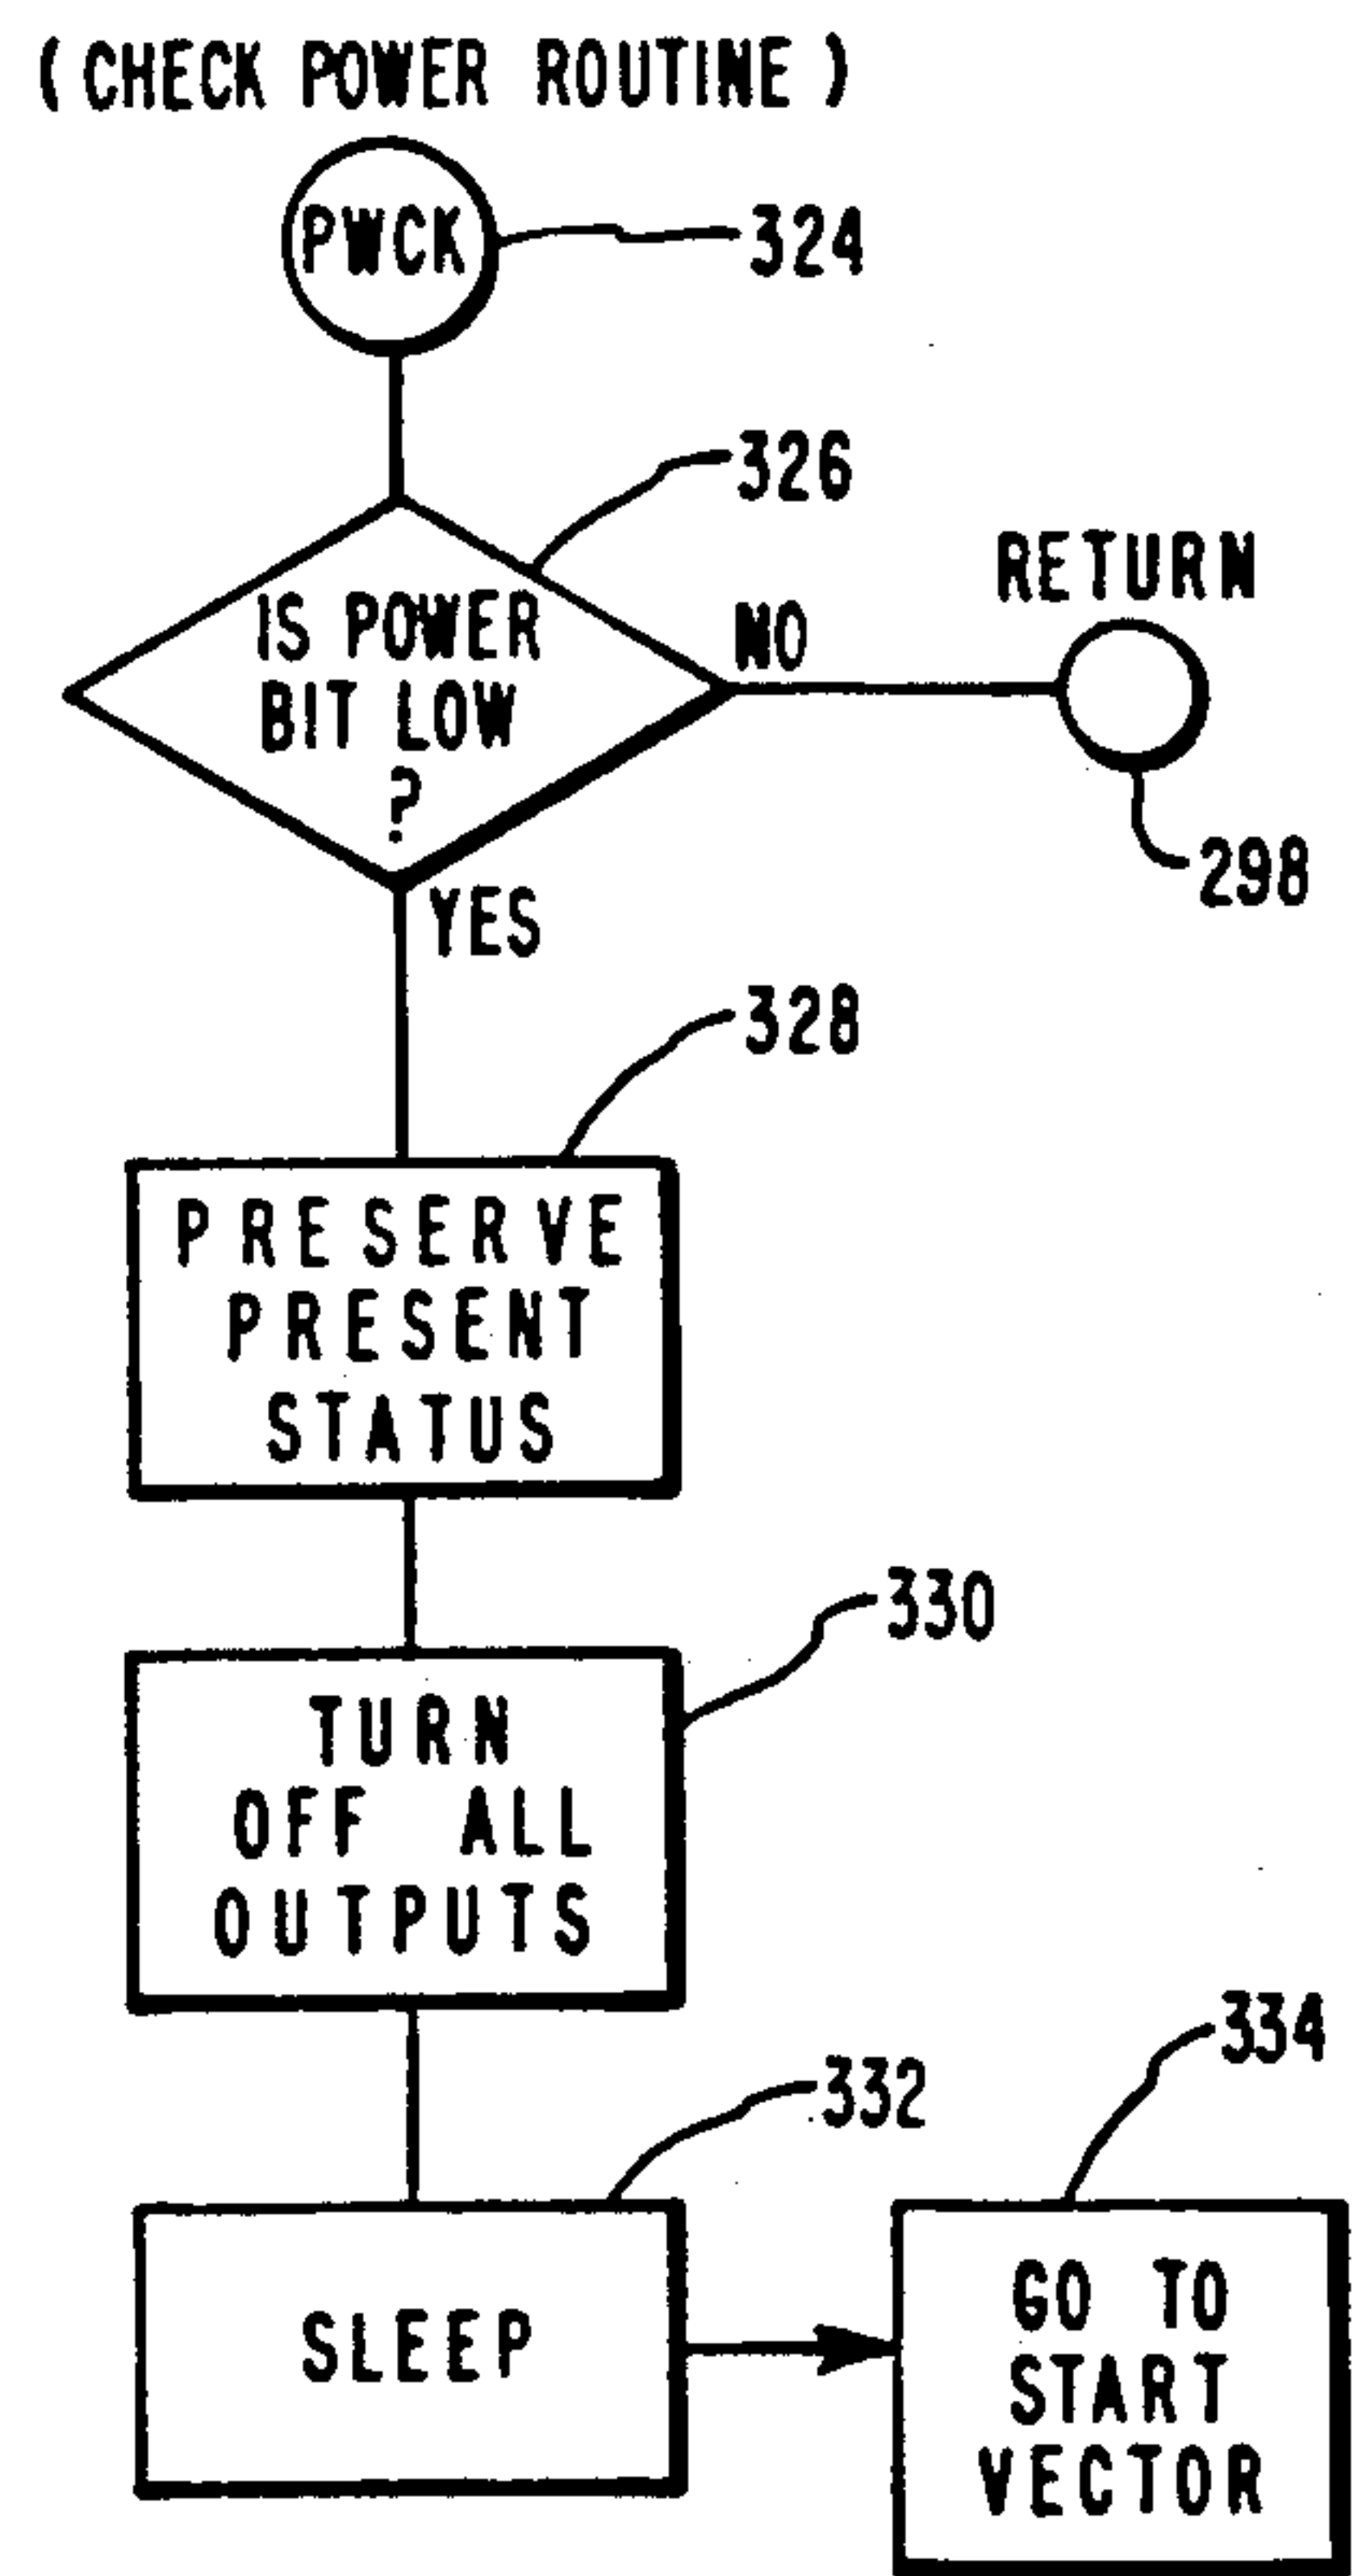 ( CHECK POWER ROUTINE )
PWCK
324
326
IS POWER
BIT LOW
?
NO
RETURN
298
YES
328
PRESERVE
PRESENT
STATUS
330
TURN
OFF ALL
OUTPUTS
332
SLEEP
334
GO TO
START
VECTOR